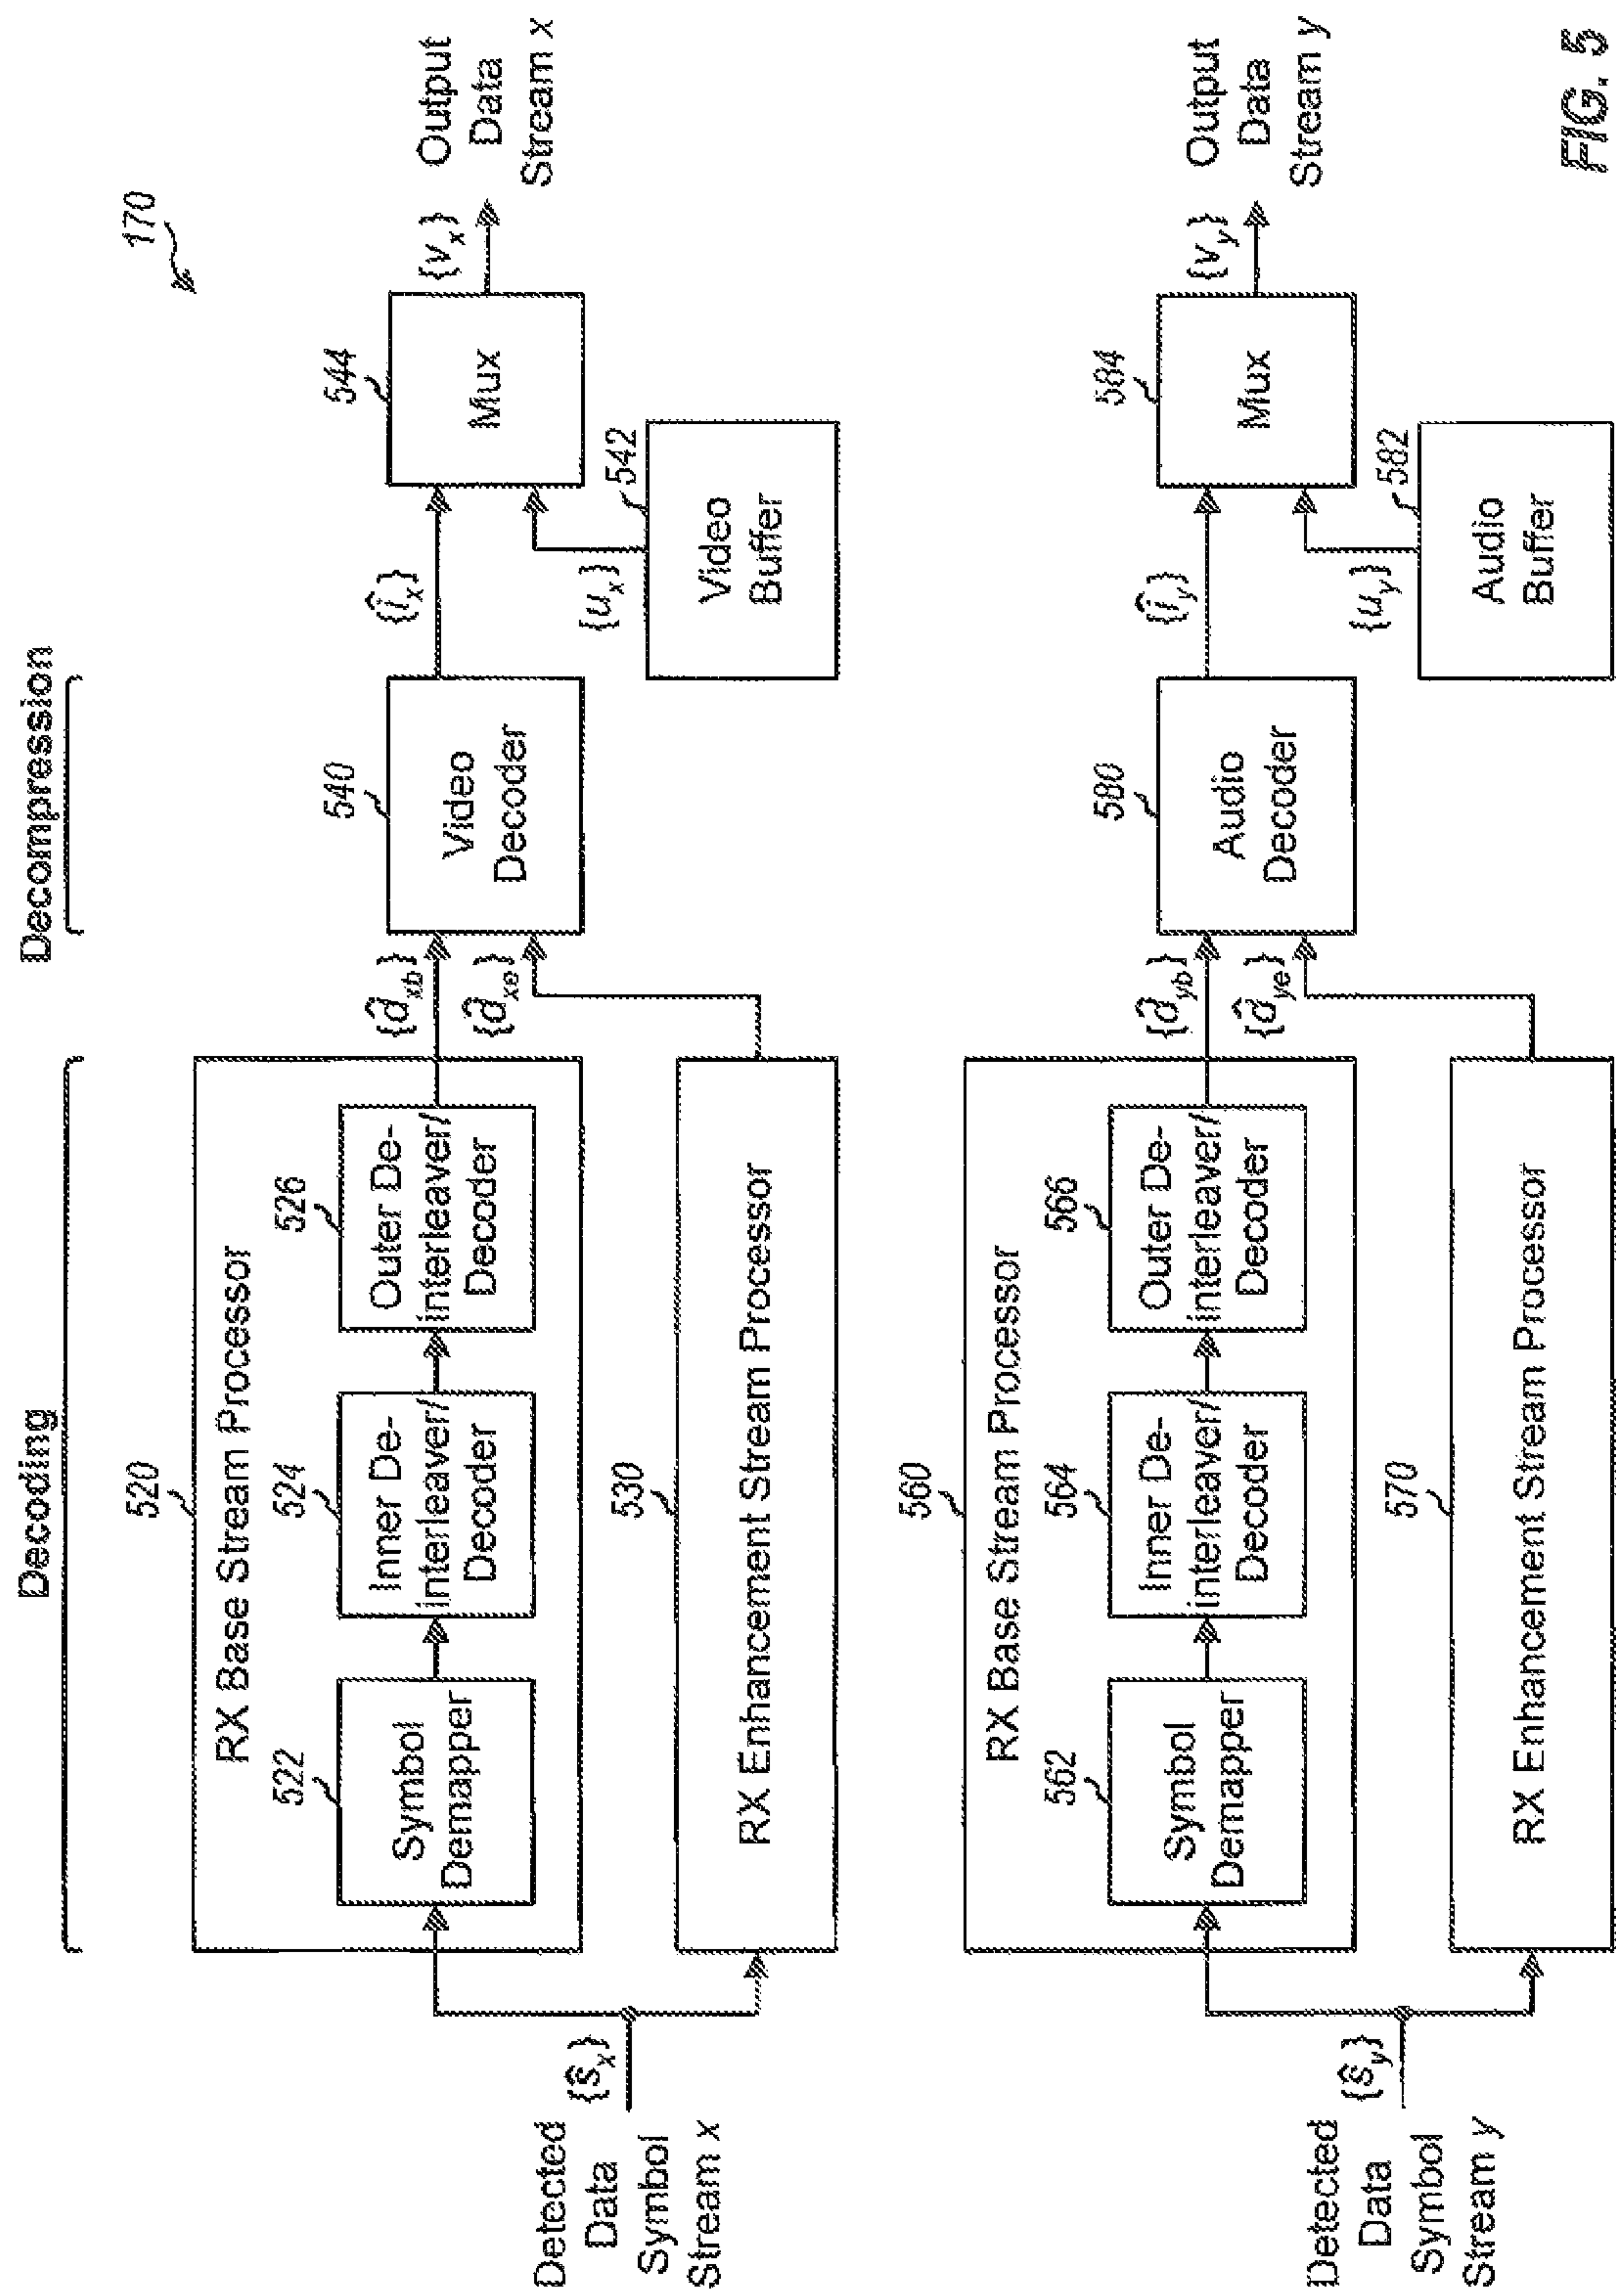 170
Decoding
Decompression
520
RX Base Stream Processor
522
Symbol
Demapper
524
Inner De-
interleaver/
Decoder
526
Outer De-
interleaver/
Decoder
{d̂xb}
{d̂xe}
540
Video
Decoder
{îx}
544
Mux
{vx}
Output
Data
Stream x
{ux}
542
Video
Buffer
Detected
Data
Symbol
Stream x
{ŝx}
530
RX Enhancement Stream Processor
560
RX Base Stream Processor
562
Symbol
Demapper
564
Inner De-
interleaver/
Decoder
566
Outer De-
interleaver/
Decoder
{d̂yb}
{d̂ye}
580
Audio
Decoder
{îy}
584
Mux
{vy}
Output
Data
Stream y
{uy}
582
Audio
Buffer
Detected
Data
Symbol
Stream y
{ŝy}
570
RX Enhancement Stream Processor
FIG. 5